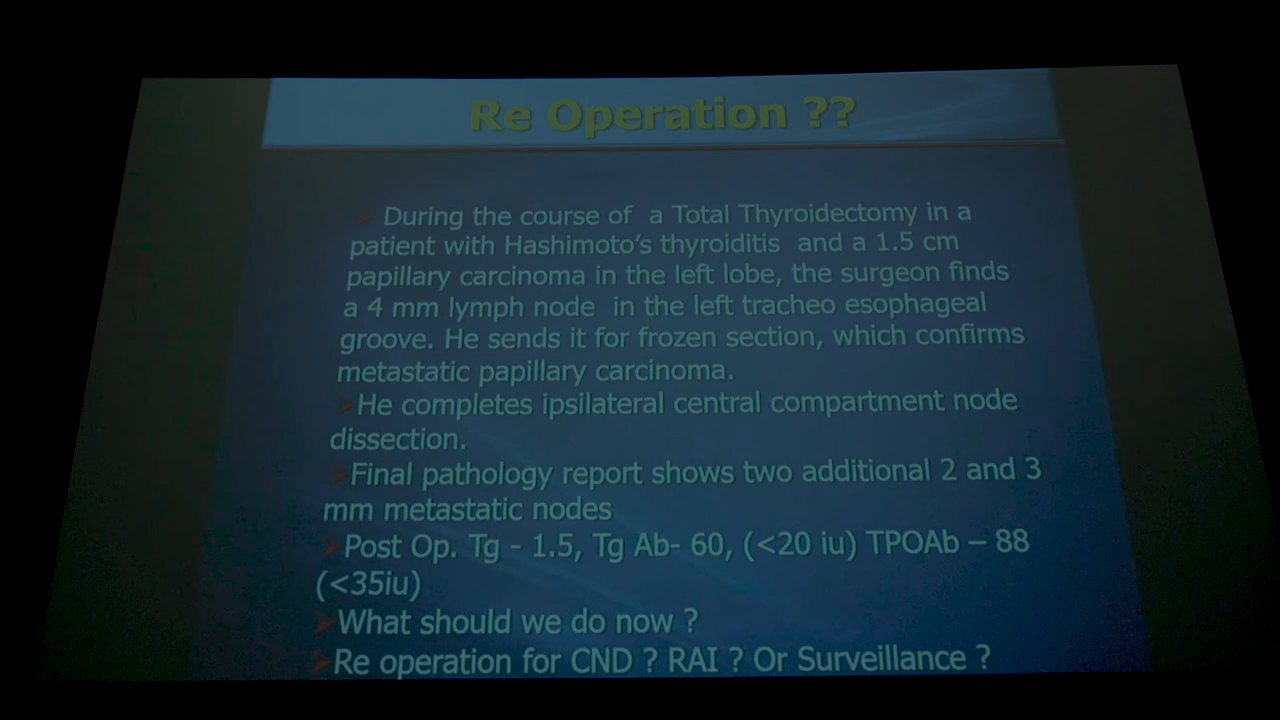 Re Operation ??
During the course of a Total Thyroidectomy in a
patient with Hashimoto's thyroiditis and a 1.5 cm
papillary carcinoma in the left lobe, the surgeon finds
a 4 mm lymph node in the left tracheo esophageal
groove. He sends it for frozen section, which confirms
metastatic papillary carcinoma.
He completes ipsilateral central compartment node
dissection.
Final pathology report shows two additional 2 and 3
mm metastatic nodes
Post Op. Tg - 1.5, Tg Ab- 60, (<20 iu) TPOAb – 88
(<35iu)
What should we do now ?
Re operation for CND ? RAI ? Or Surveillance ?